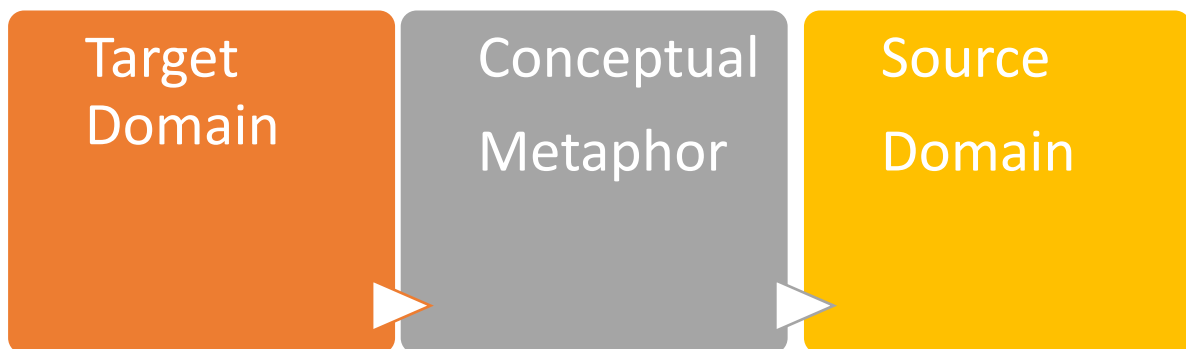 Target
Domain
Conceptual
Metaphor
Source
Domain